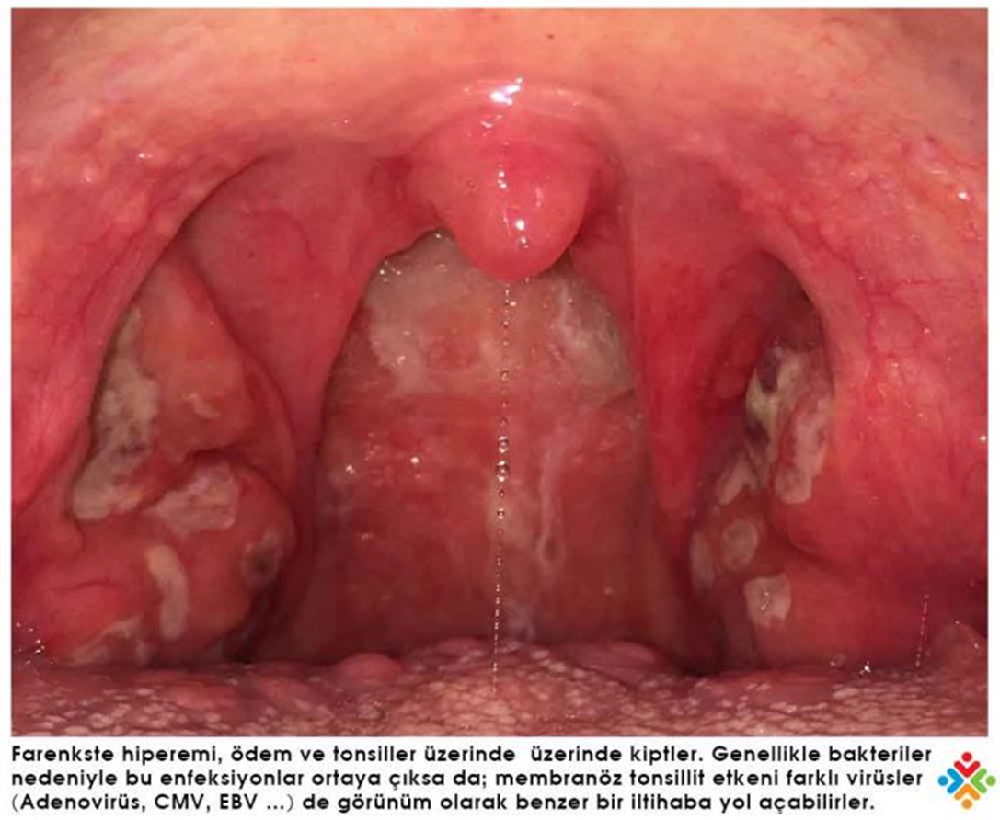 Farenkste hiperemi, ödem ve tonsiller üzerinde üzerinde kiptler. Genellikle bakteriler
nedeniyle bu enfeksiyonlar ortaya çıksa da; membranöz tonsillit etkeni farklı virüsler
(Adenovirüs, CMV, EBV ...) de görünüm olarak benzer bir iltihaba yol açabilirler.